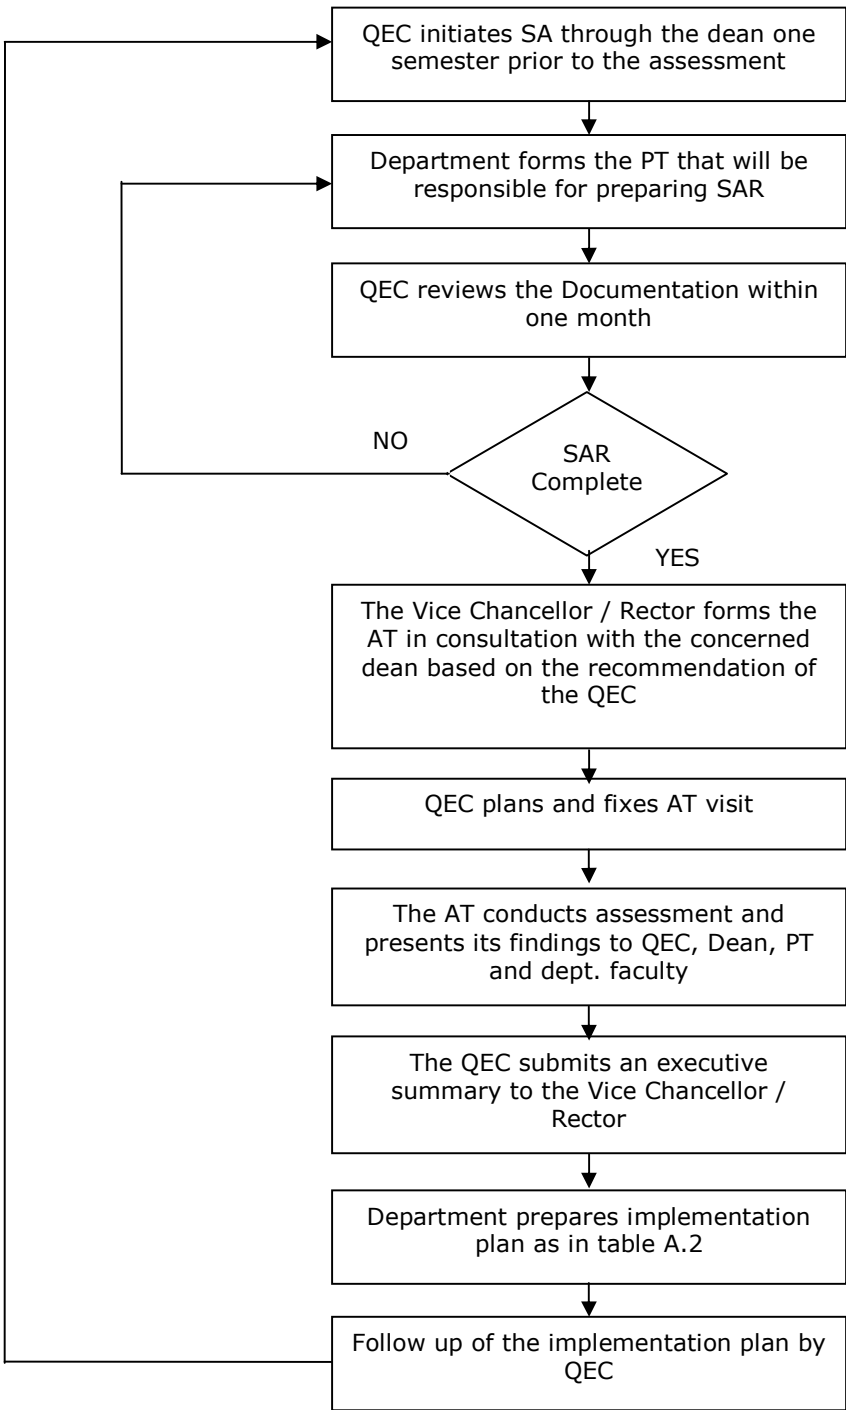 QEC initiates SA through the dean one
semester prior to the assessment
Department forms the PT that will be
responsible for preparing SAR
QEC reviews the Documentation within
one month
NO
SAR
Complete
YES
The Vice Chancellor / Rector forms the
AT in consultation with the concerned
dean based on the recommendation of
the QEC
QEC plans and fixes AT visit
The AT conducts assessment and
presents its findings to QEC, Dean, PT
and dept. faculty
The QEC submits an executive
summary to the Vice Chancellor /
Rector
Department prepares implementation
plan as in table A.2
Follow up of the implementation plan by
QEC